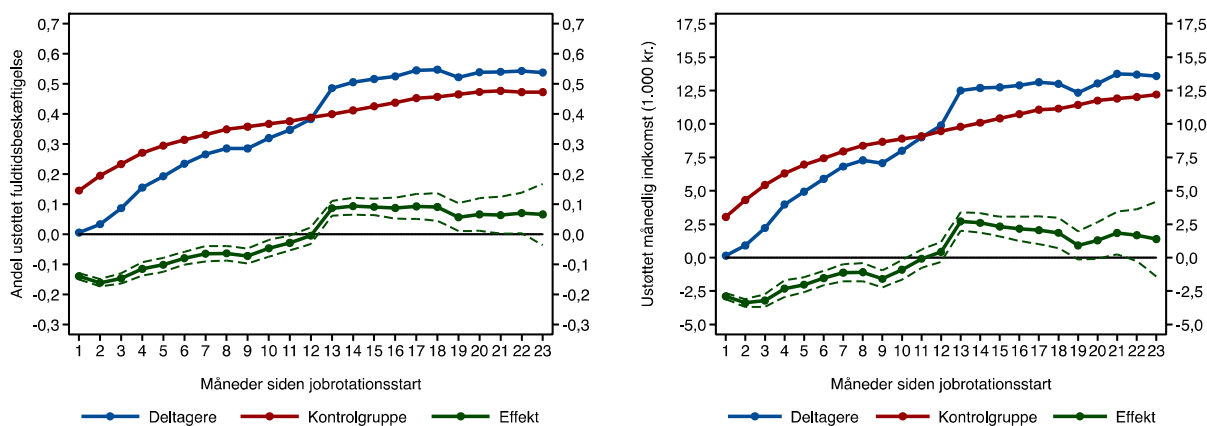 Andel ustøttet fuldtidsbeskæftigelse
0,7 0,7
0,6 0,6
0,5 0,5
0,4 0,4
0,3 0,3
0,2 0,2
0,1 0,1
0,0 0,0
-0,1 -0,1
-0,2 -0,2
-0,3 -0,3
1 2 3 4 5 6 7 8 9 10 11 12 13 14 15 16 17 18 19 20 21 22 23
Måneder siden jobrotationsstart
Deltagere Kontrolgruppe Effekt
Ustøttet månedlig indkomst (1.000 kr.)
17,5 17,5
15,0 15,0
12,5 12,5
10,0 10,0
7,5 7,5
5,0 5,0
2,5 2,5
0,0 0,0
-2,5 -2,5
-5,0 -5,0
1 2 3 4 5 6 7 8 9 10 11 12 13 14 15 16 17 18 19 20 21 22 23
Måneder siden jobrotationsstart
Deltagere Kontrolgruppe Effekt